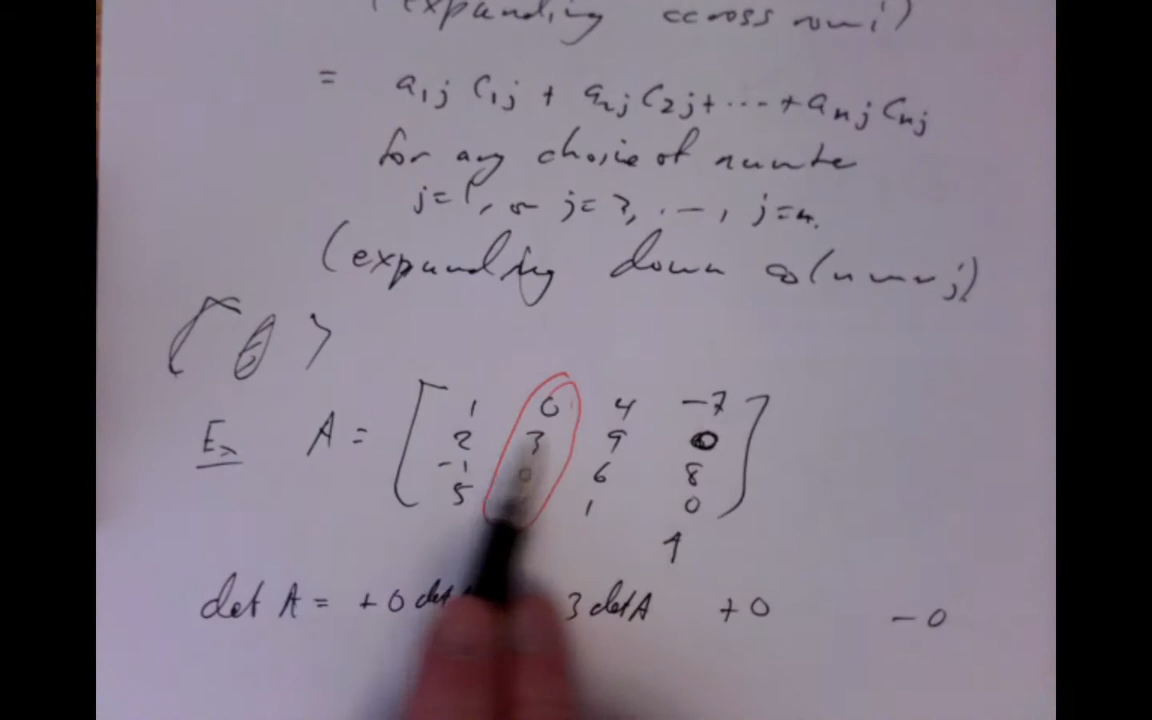 (expanding across row i)
= a1j C1j + a2j C2j + ... + anj Cnj
for any choice of
j=1, or j=2, ..., j=n.
(expanding down column j)
Ex A = [ 1 0 4 -7
2 3 9 0
-1 0 6 8
5 1 0 ]
det A = +0 det 3 det A +0 -0